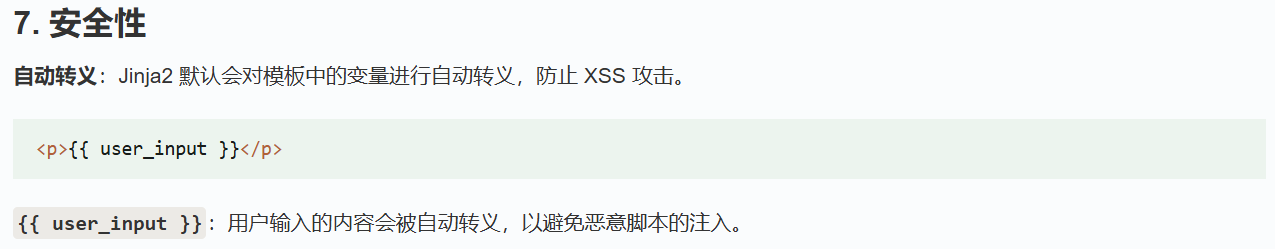 7. 安全性
自动转义：Jinja2 默认会对模板中的变量进行自动转义，防止 XSS 攻击。
<p>{{ user_input }}</p>
{{ user_input }}：用户输入的内容会被自动转义，以避免恶意脚本的注入。